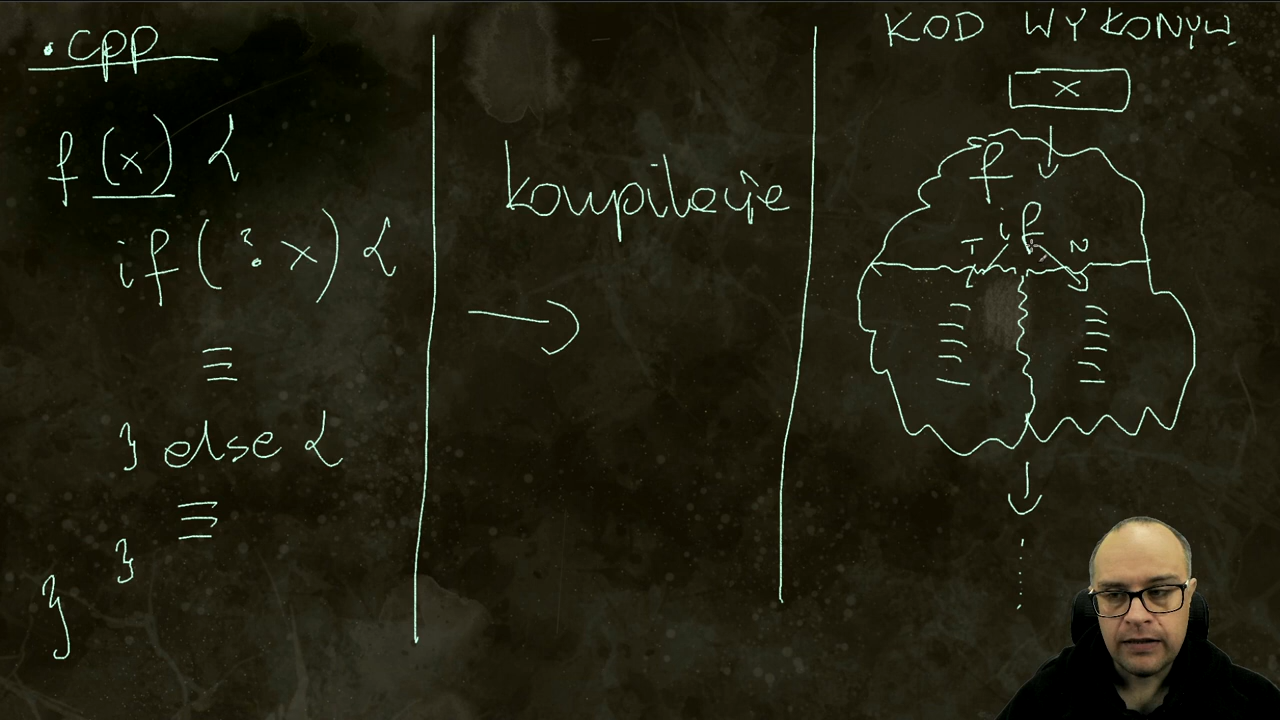 .cpp
f (x) {
if ( ? x ) {
} else {
}
}
kompilacja
KOD WYKONYW.
x
f
if
T N